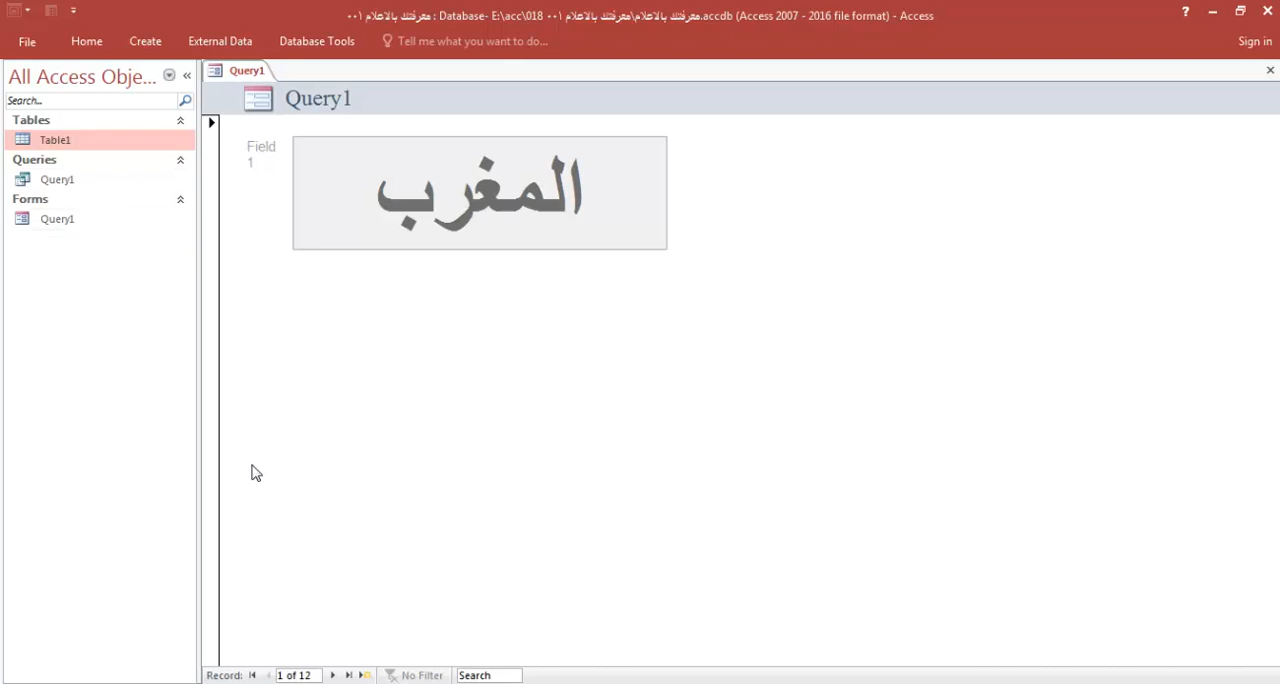 معرفتك بالاعلام ٠٠١ : Database- E:\acc\018 معرفتك بالاعلام ٠٠١\معرفتك بالاعلام.accdb (Access 2007 - 2016 file format) - Access
?
File Home Create External Data Database Tools Tell me what you want to do... Sign in
All Access Obje... «
Search...
Tables
Table1
Queries
Query1
Forms
Query1
Query1
Query1
Field
1
المغرب
Record: 1 of 12 No Filter Search